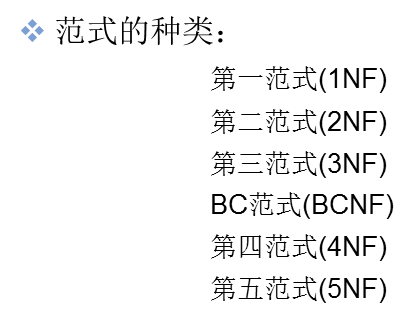 范式的种类：
第一范式(1NF)
第二范式(2NF)
第三范式(3NF)
BC范式(BCNF)
第四范式(4NF)
第五范式(5NF)